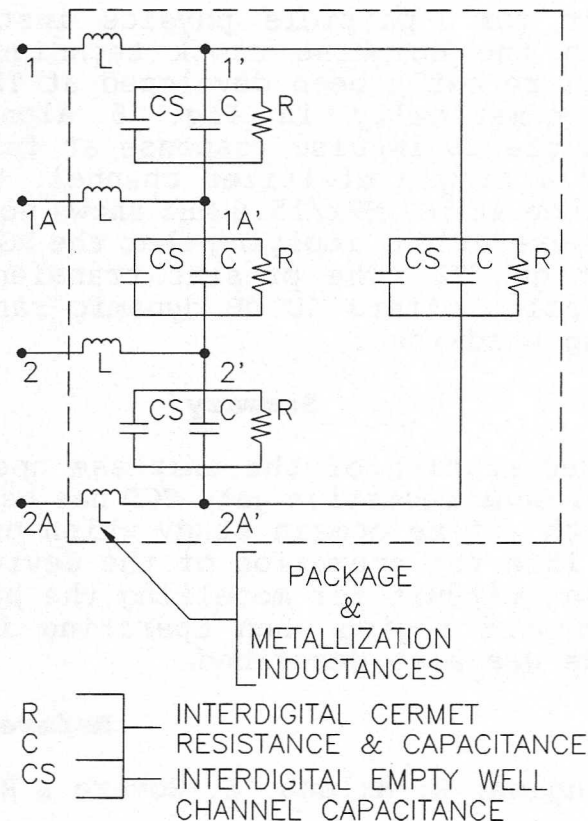 1 L 1'
CS C R
1A L 1A'
CS C R CS C R
2 L 2'
CS C R
2A L 2A'
PACKAGE
&
METALLIZATION
INDUCTANCES
R INTERDIGITAL CERMET
C RESISTANCE & CAPACITANCE
CS INTERDIGITAL EMPTY WELL
CHANNEL CAPACITANCE